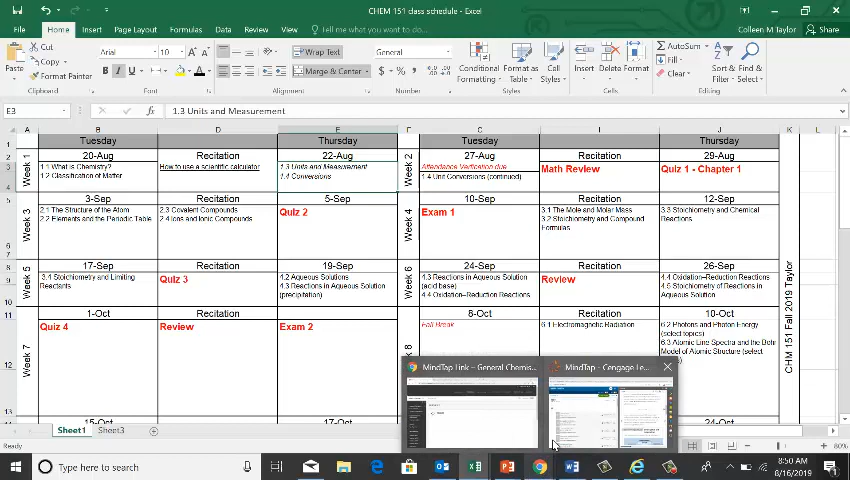 CHEM 151 class schedule - Excel
Colleen M Taylor
File Home Insert Page Layout Formulas Data Review View Tell me what you want to do... Share
Cut
Copy
Format Painter
Paste
Arial 10
Wrap Text
Merge & Center
General
Conditional Formatting
Format as Table
Cell Styles
Insert Delete Format
AutoSum
Fill
Clear
Sort & Filter
Find & Select
Clipboard Font Alignment Number Styles Cells Editing
E3 1.3 Units and Measurement
A B D E F C I J K L
Tuesday Thursday Tuesday Thursday
Week 1
20-Aug Recitation 22-Aug
1.1 What is Chemistry?
1.2 Classification of Matter
How to use a scientific calculator
1.3 Units and Measurement
1.4 Conversions
Week 2
27-Aug Recitation 29-Aug
Attendance Verification due
1.4 Unit Conversions (continued)
Math Review
Quiz 1 - Chapter 1
Week 3
3-Sep Recitation 5-Sep
2.1 The Structure of the Atom
2.2 Elements and the Periodic Table
2.3 Covalent Compounds
2.4 Ions and Ionic Compounds
Quiz 2
Week 4
10-Sep Recitation 12-Sep
Exam 1
3.1 The Mole and Molar Mass
3.2 Stoichiometry and Compound
Formulas
3.3 Stoichiometry and Chemical
Reactions
Week 5
17-Sep Recitation 19-Sep
3.4 Stoichiometry and Limiting
Reactants
Quiz 3
4.2 Aqueous Solutions
4.3 Reactions in Aqueous Solution
(precipitation)
Week 6
24-Sep Recitation 26-Sep
4.3 Reactions in Aqueous Solution
(acid base)
4.4 Oxidation-Reduction Reactions
Review
4.4 Oxidation-Reduction Reactions
4.5 Stoichiometry of Reactions in
Aqueous Solution
Week 7
1-Oct Recitation
Quiz 4
Review
Exam 2
8
8-Oct Recitation 10-Oct
Fall Break
6.1 Electromagnetic Radiation
6.2 Photons and Photon Energy
(select topics)
6.3 Atomic Line Spectra and the Bohr
Model of Atomic Structure (select
15-Oct Recitation 17-Oct 24-Oct
CHM 151 Fall 2019 Taylor
MindTap Link – General Chemis...
MindTap - Cengage Le...
Sheet1 Sheet3
Ready
80%
Type here to search
8:50 AM
8/16/2019